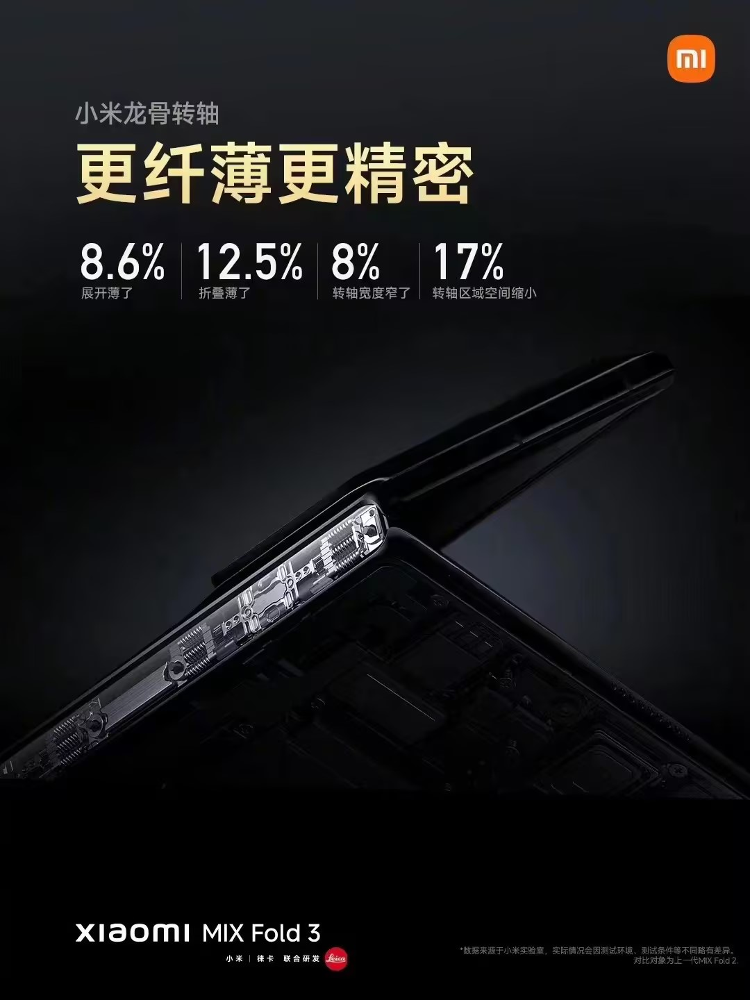 小米龙骨转轴
更纤薄更精密
8.6%
展开薄了
12.5%
折叠薄了
8%
转轴宽度窄了
17%
转轴区域空间缩小
xiaomi MIX Fold 3
小米 | 徕卡 联合研发 Leica
*数据来源于小米实验室，实际情况会因测试环境、测试条件等不同略有差异。
对比对象为上一代MIX Fold 2.